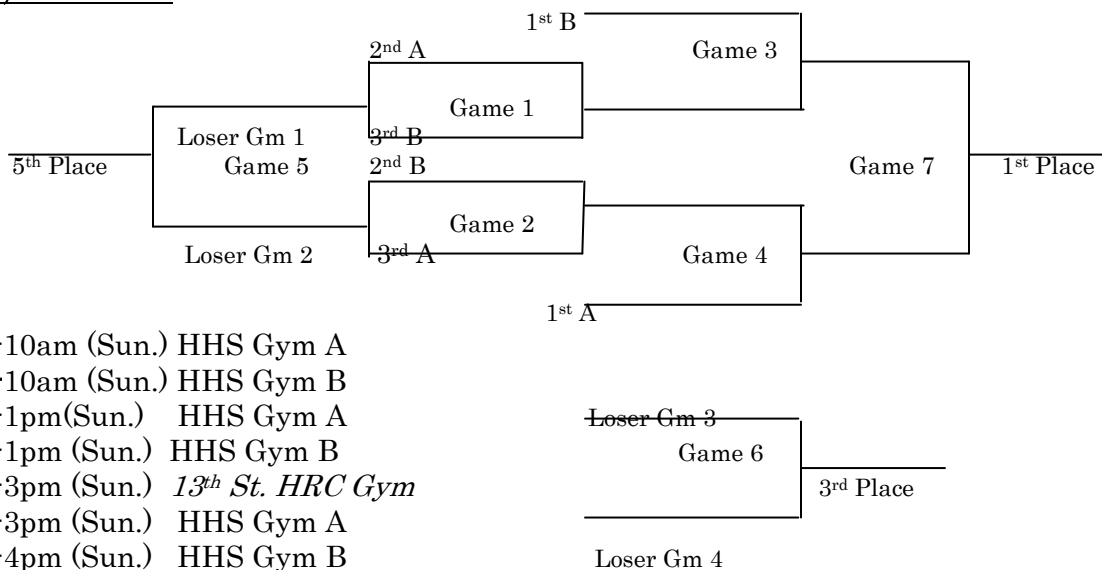 1st B
2nd A
Game 3
Game 1
Loser Gm 1
3rd B
5th Place
Game 5
2nd B
Game 7
1st Place
Game 2
Loser Gm 2
3rd A
Game 4
1st A
10am (Sun.) HHS Gym A
10am (Sun.) HHS Gym B
1pm(Sun.) HHS Gym A
Loser Gm 3
1pm (Sun.) HHS Gym B
Game 6
3pm (Sun.) 13th St. HRC Gym
3rd Place
3pm (Sun.) HHS Gym A
4pm (Sun.) HHS Gym B
Loser Gm 4